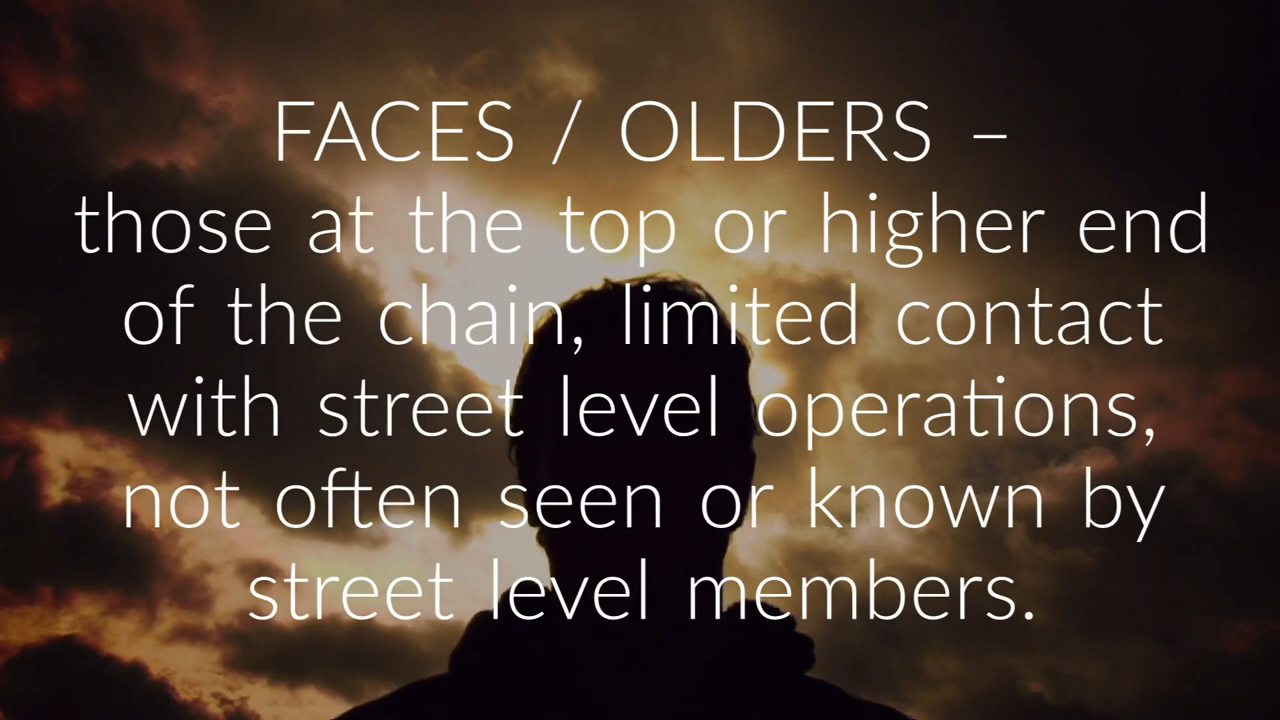 FACES / OLDERS –
those at the top or higher end
of the chain, limited contact
with street level operations,
not often seen or known by
street level members.